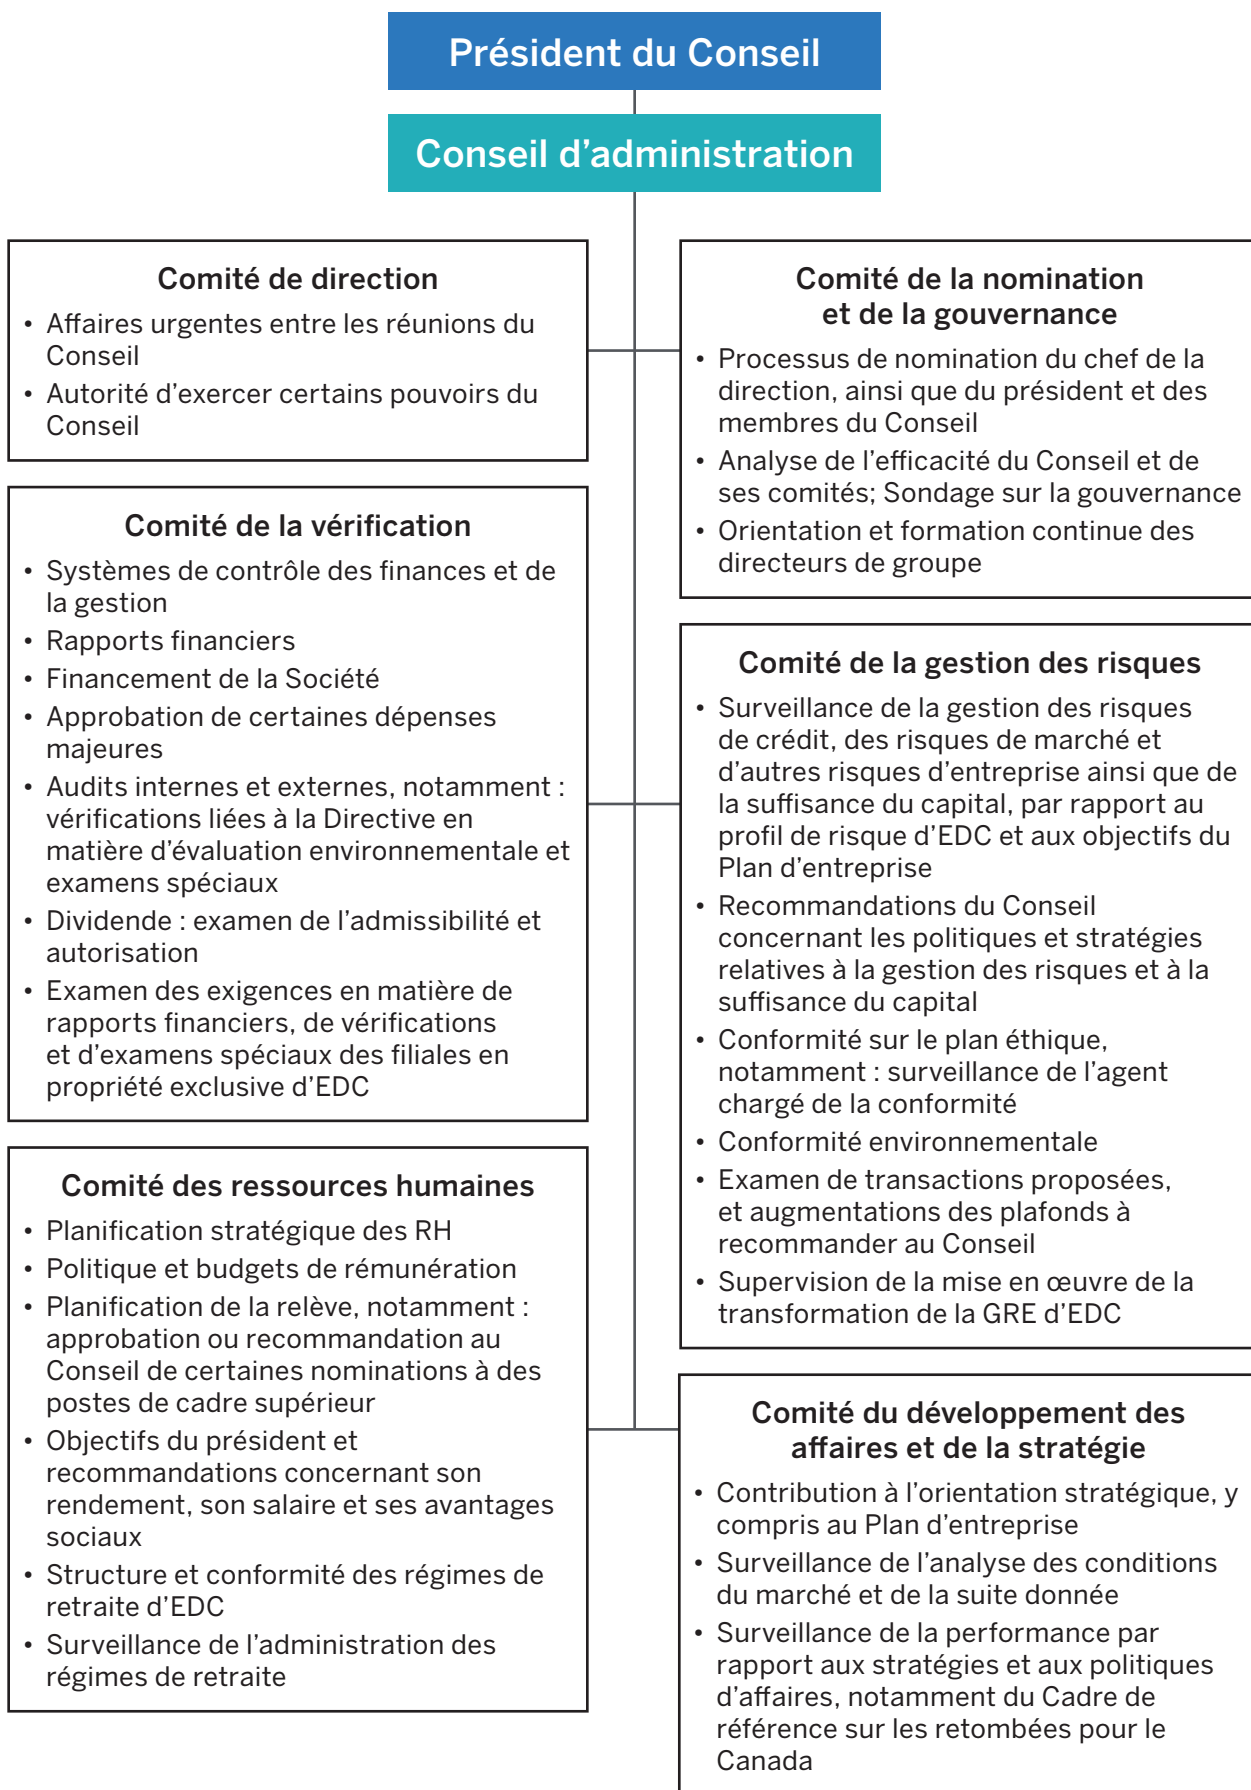 Président du Conseil
Conseil d’administration
Comité de direction
• Affaires urgentes entre les réunions du
Conseil
• Autorité d’exercer certains pouvoirs du
Conseil
Comité de la vérification
• Systèmes de contrôle des finances et de
la gestion
• Rapports financiers
• Financement de la Société
• Approbation de certaines dépenses
majeures
• Audits internes et externes, notamment :
vérifications liées à la Directive en
matière d’évaluation environnementale et
examens spéciaux
• Dividende : examen de l’admissibilité et
autorisation
• Examen des exigences en matière de
rapports financiers, de vérifications
et d’examens spéciaux des filiales en
propriété exclusive d’EDC
Comité des ressources humaines
• Planification stratégique des RH
• Politique et budgets de rémunération
• Planification de la relève, notamment :
approbation ou recommandation au
Conseil de certaines nominations à des
postes de cadre supérieur
• Objectifs du président et
recommandations concernant son
rendement, son salaire et ses avantages
sociaux
• Structure et conformité des régimes de
retraite d’EDC
• Surveillance de l’administration des
régimes de retraite
Comité de la nomination
et de la gouvernance
• Processus de nomination du chef de la
direction, ainsi que du président et des
membres du Conseil
• Analyse de l’efficacité du Conseil et de
ses comités; Sondage sur la gouvernance
• Orientation et formation continue des
directeurs de groupe
Comité de la gestion des risques
• Surveillance de la gestion des risques
de crédit, des risques de marché et
d’autres risques d’entreprise ainsi que de
la suffisance du capital, par rapport au
profil de risque d’EDC et aux objectifs du
Plan d’entreprise
• Recommandations du Conseil
concernant les politiques et stratégies
relatives à la gestion des risques et à la
suffisance du capital
• Conformité sur le plan éthique,
notamment : surveillance de l’agent
chargé de la conformité
• Conformité environnementale
• Examen de transactions proposées,
et augmentations des plafonds à
recommander au Conseil
• Supervision de la mise en œuvre de la
transformation de la GRE d’EDC
Comité du développement des
affaires et de la stratégie
• Contribution à l’orientation stratégique, y
compris au Plan d’entreprise
• Surveillance de l’analyse des conditions
du marché et de la suite donnée
• Surveillance de la performance par
rapport aux stratégies et aux politiques
d’affaires, notamment du Cadre de
référence sur les retombées pour le
Canada